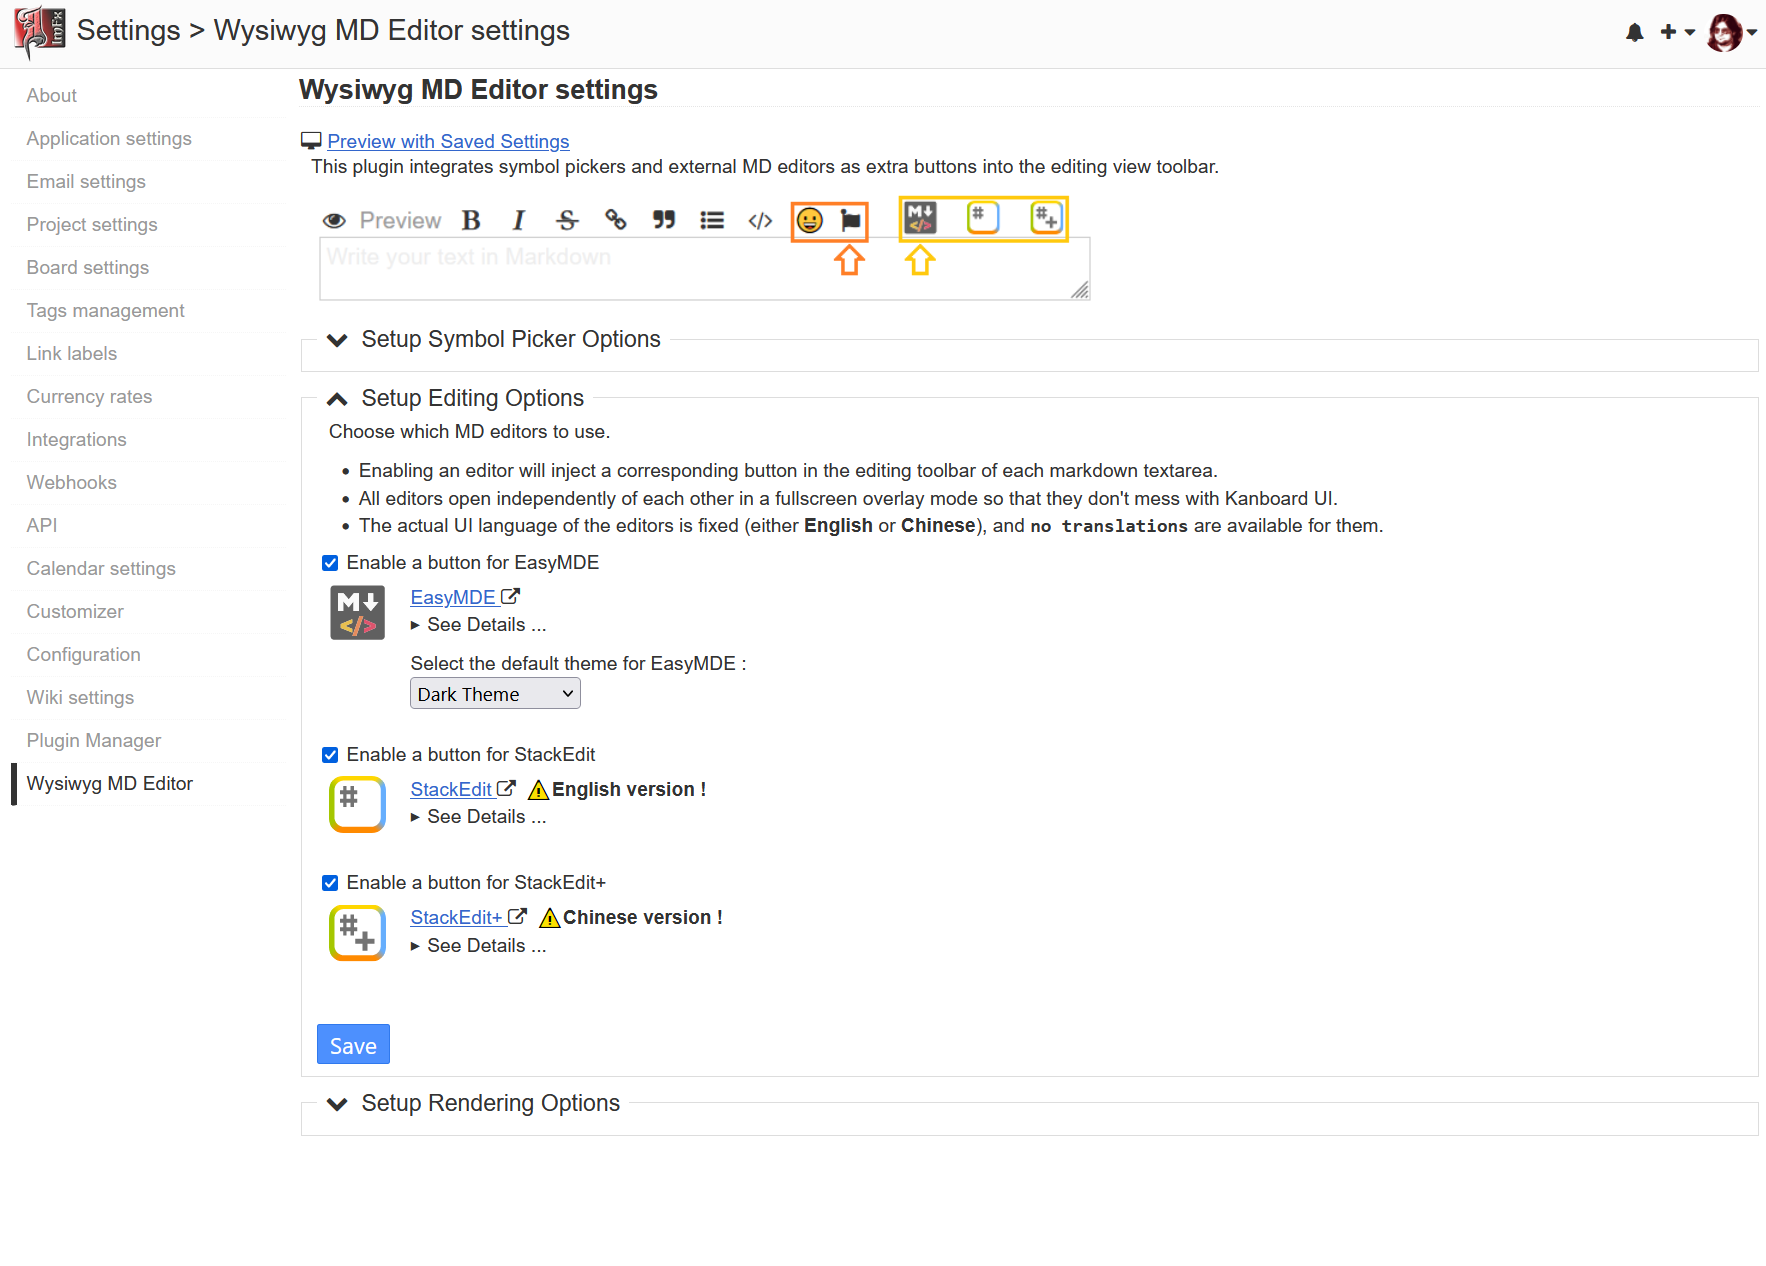 Settings > Wysiwyg MD Editor settings
About
Application settings
Email settings
Project settings
Board settings
Tags management
Link labels
Currency rates
Integrations
Webhooks
API
Calendar settings
Customizer
Configuration
Wiki settings
Plugin Manager
Wysiwyg MD Editor
Wysiwyg MD Editor settings
Preview with Saved Settings
This plugin integrates symbol pickers and external MD editors as extra buttons into the editing view toolbar.
Preview B I S
Write your text in Markdown
Setup Symbol Picker Options
Setup Editing Options
Choose which MD editors to use.
• Enabling an editor will inject a corresponding button in the editing toolbar of each markdown textarea.
• All editors open independently of each other in a fullscreen overlay mode so that they don't mess with Kanboard UI.
• The actual UI language of the editors is fixed (either English or Chinese), and no translations are available for them.
Enable a button for EasyMDE
EasyMDE
▸ See Details ...
Select the default theme for EasyMDE :
Dark Theme
Enable a button for StackEdit
StackEdit English version !
▸ See Details ...
Enable a button for StackEdit+
StackEdit+ Chinese version !
▸ See Details ...
Save
Setup Rendering Options